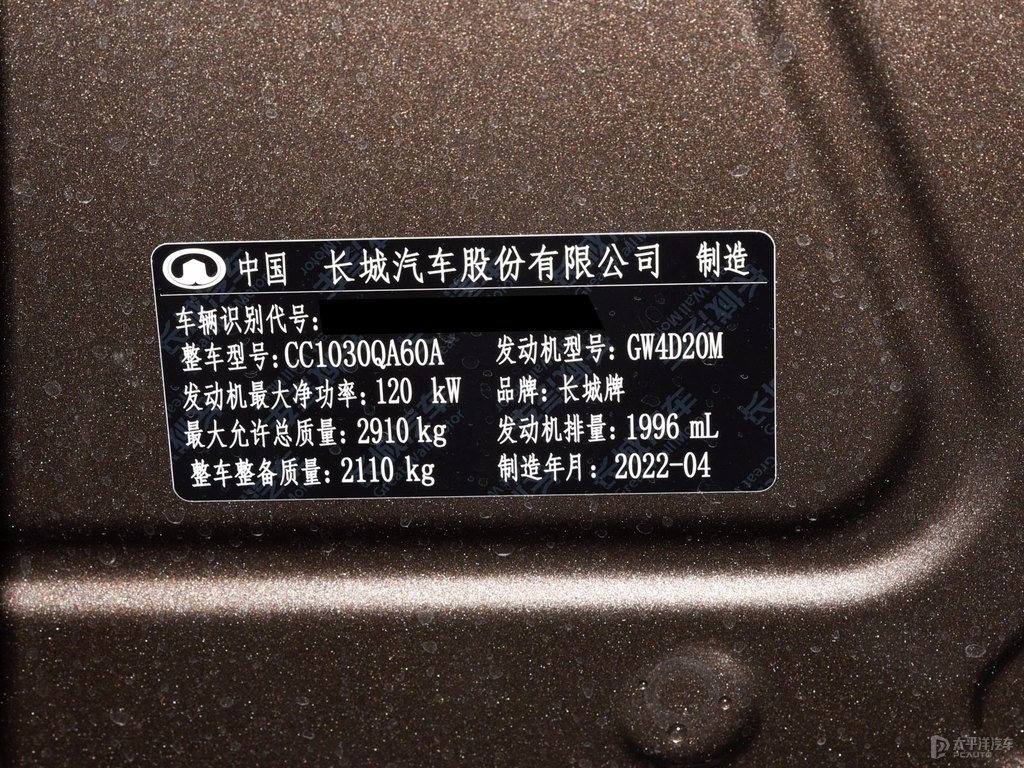 中国 长城汽车股份有限公司 制造
车辆识别代号:
整车型号:CC1030QA60A 发动机型号: GW4D20M
发动机最大净功率: 120 kW 品牌: 长城牌
最大允许总质量: 2910 kg 发动机排量: 1996 mL
整车整备质量: 2110 kg 制造年月: 2022-04
太平洋汽车
PCAUTO